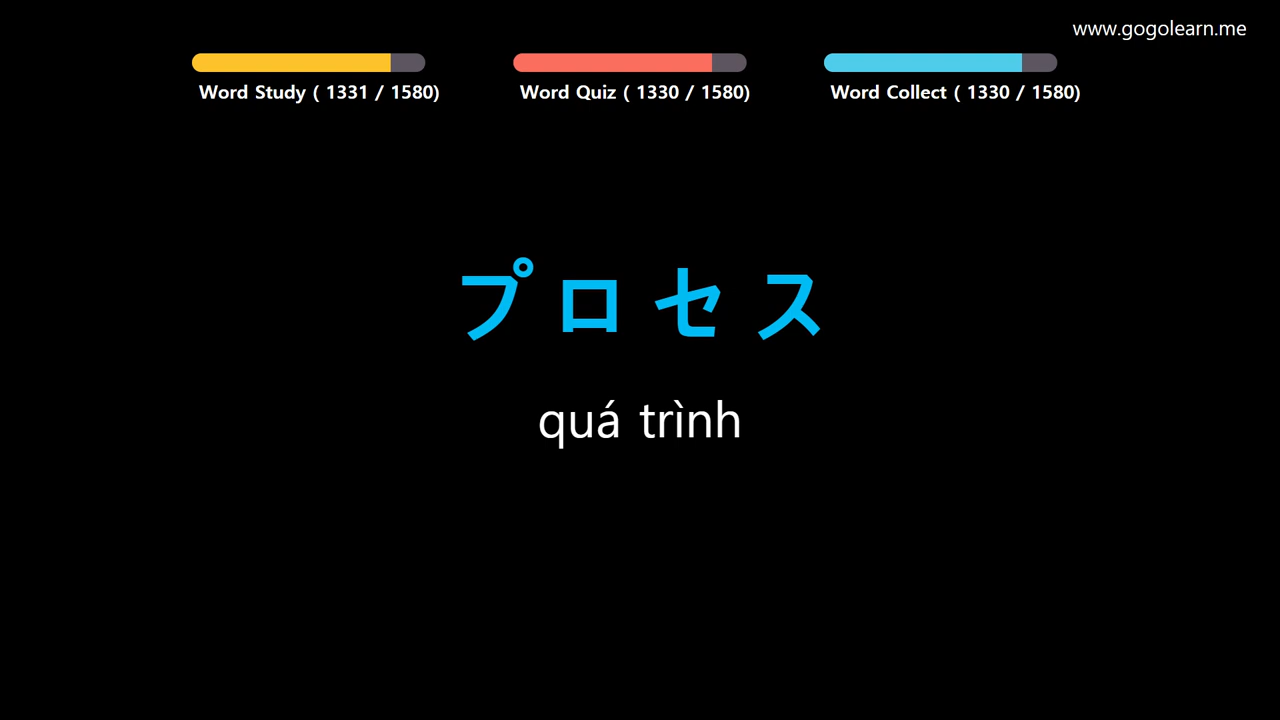 www.gogolearn.me
Word Study ( 1331 / 1580)
Word Quiz ( 1330 / 1580)
Word Collect ( 1330 / 1580)
プロセス
quá trình